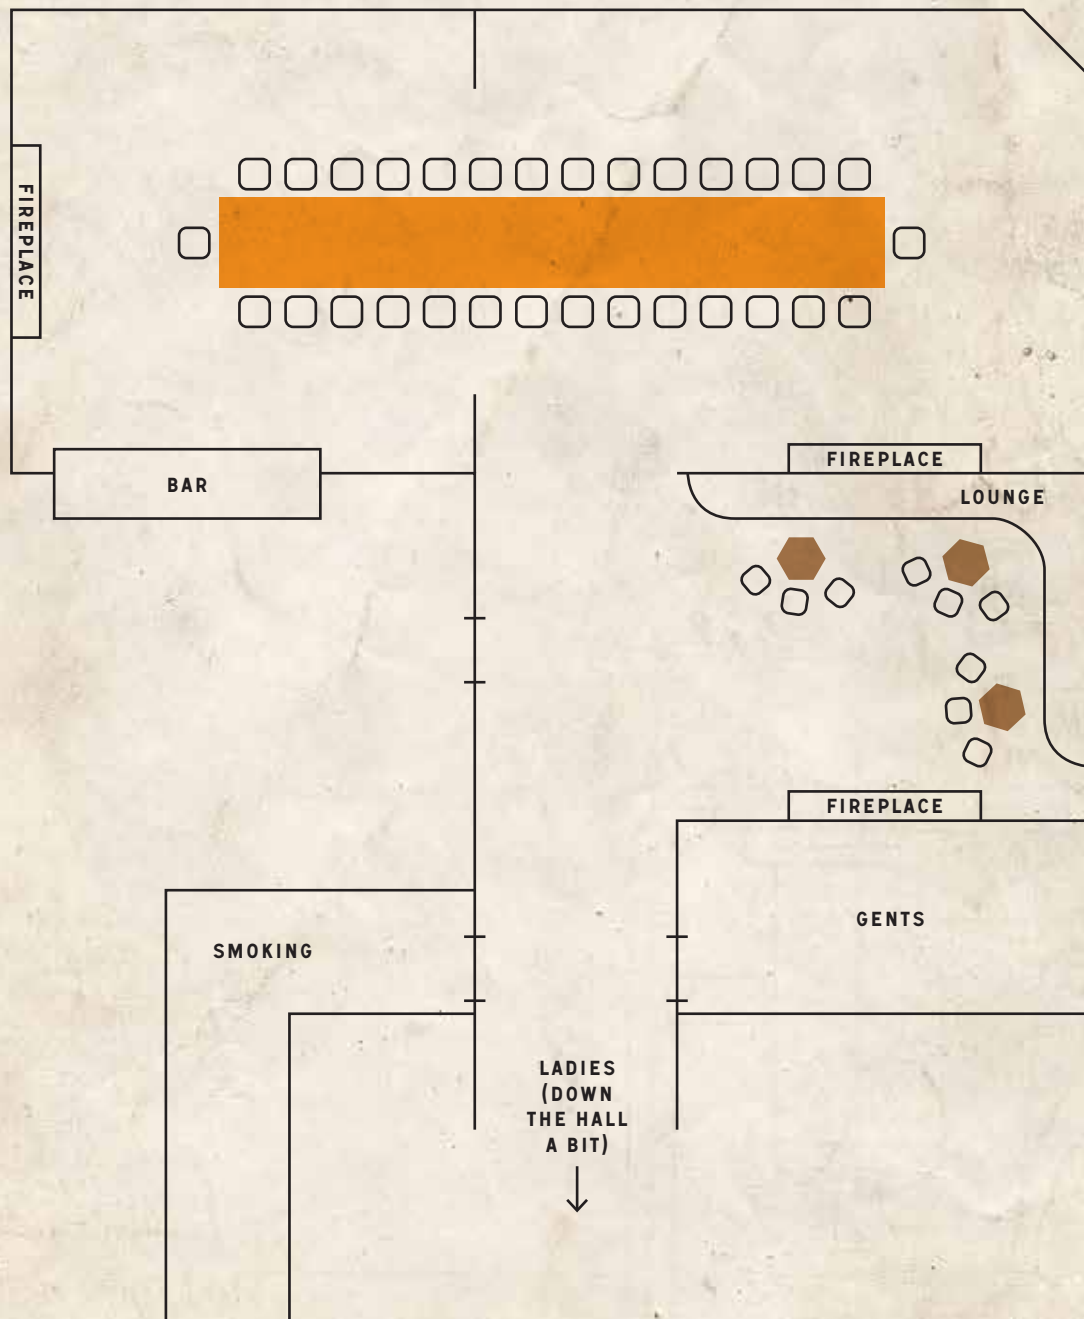 FIREPLACE
BAR
FIREPLACE
LOUNGE
FIREPLACE
GENTS
SMOKING
LADIES
(DOWN
THE HALL
A BIT)